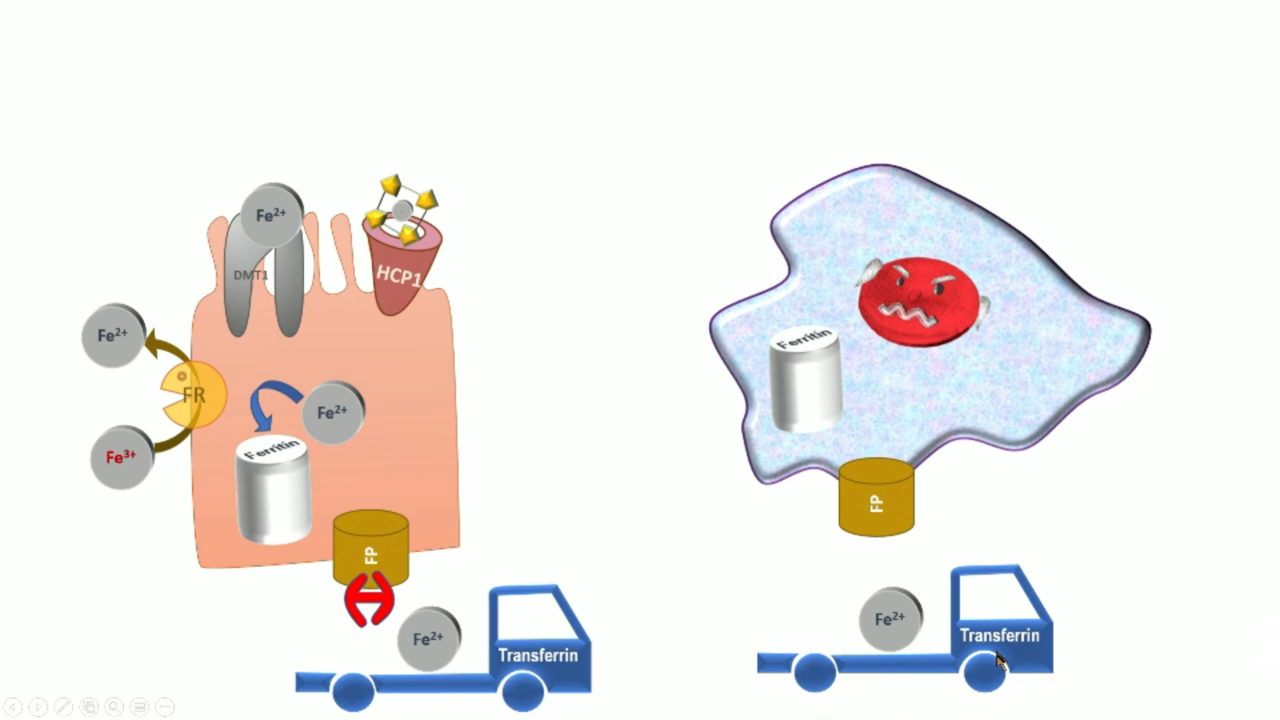 Fe²⁺
DMT1
HCP1
Fe²⁺
FR
Fe³⁺
Fe²⁺
Ferritin
FP
Fe²⁺
Transferrin
Ferritin
FP
Fe²⁺
Transferrin